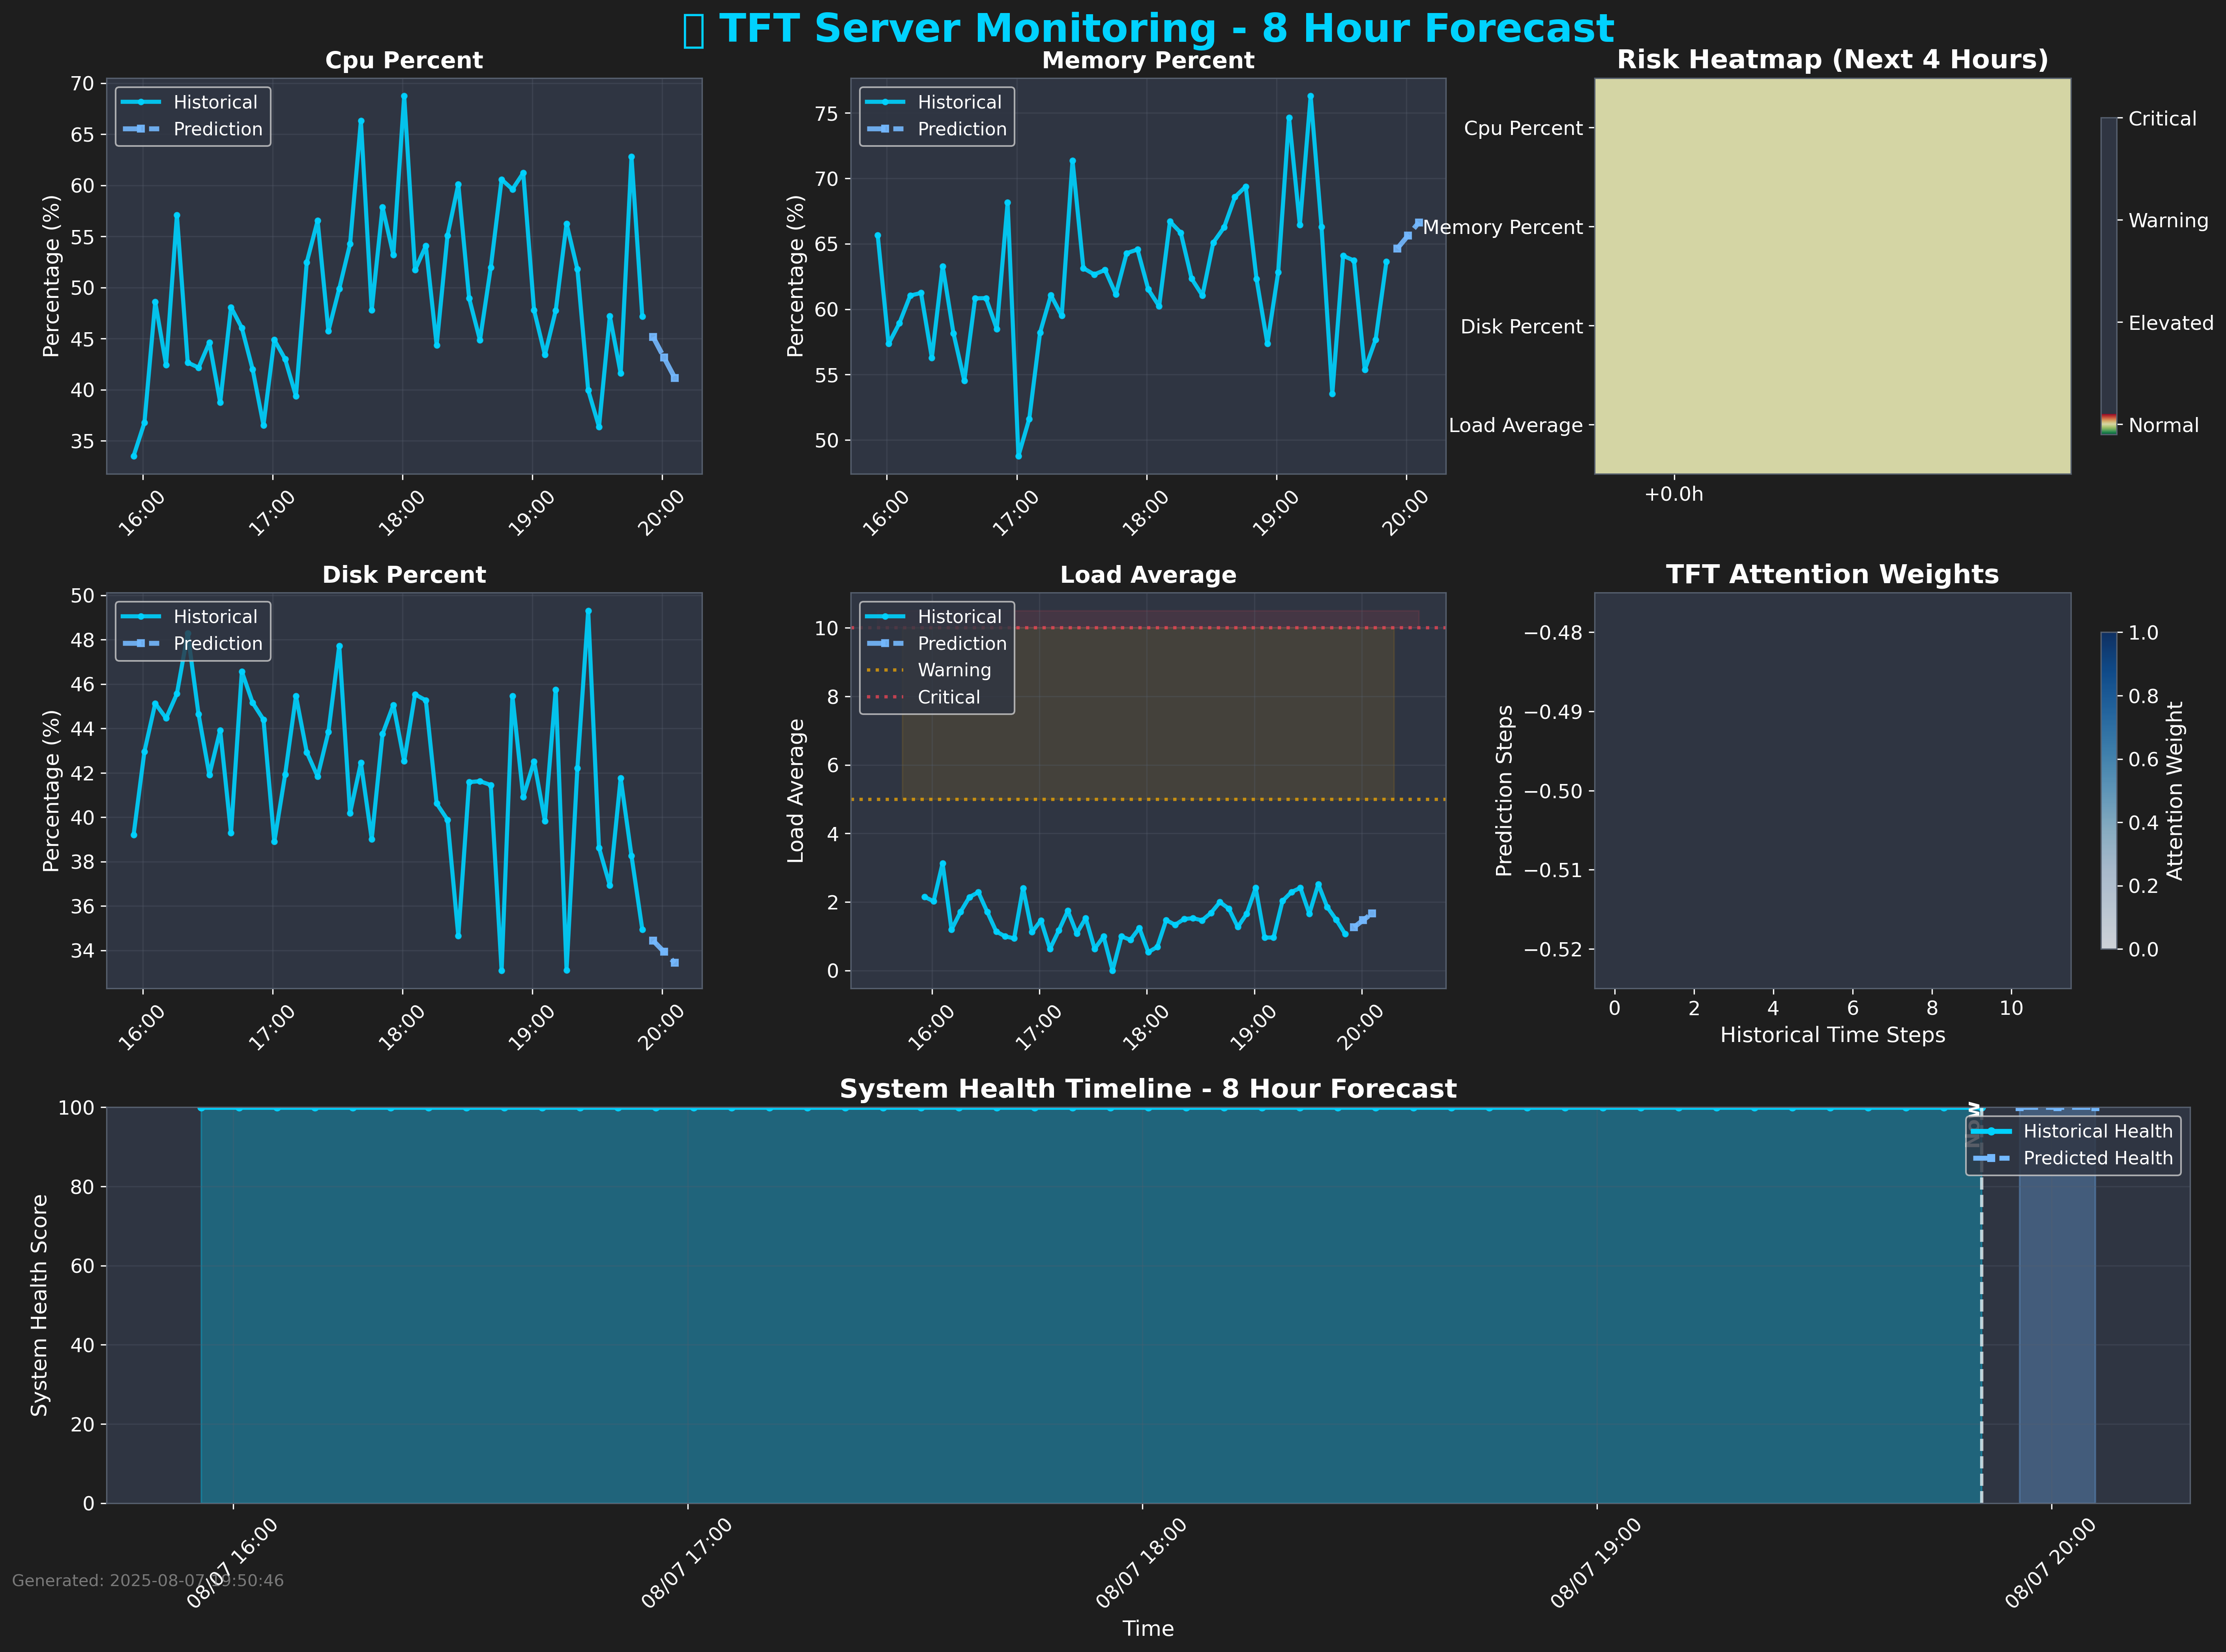 TFT Server Monitoring - 8 Hour Forecast
Cpu Percent
Percentage (%)
70
65
60
55
50
45
40
35
Historical
Prediction
16:00
17:00
18:00
19:00
20:00
Memory Percent
Percentage (%)
75
70
65
60
55
50
Historical
Prediction
16:00
17:00
18:00
19:00
20:00
Risk Heatmap (Next 4 Hours)
Cpu Percent
Memory Percent
Disk Percent
Load Average
+0.0h
Critical
Warning
Elevated
Normal
Disk Percent
Percentage (%)
50
48
46
44
42
40
38
36
34
Historical
Prediction
16:00
17:00
18:00
19:00
20:00
Load Average
Load Average
10
8
6
4
2
0
Historical
Prediction
Warning
Critical
16:00
17:00
18:00
19:00
20:00
TFT Attention Weights
Prediction Steps
−0.48
−0.49
−0.50
−0.51
−0.52
0
2
4
6
8
10
Historical Time Steps
1.0
0.8
0.6
0.4
0.2
0.0
Attention Weight
System Health Timeline - 8 Hour Forecast
System Health Score
100
80
60
40
20
0
Now
Historical Health
Predicted Health
08/07 16:00
08/07 17:00
08/07 18:00
08/07 19:00
08/07 20:00
Time
Generated: 2025-08-07 19:50:46